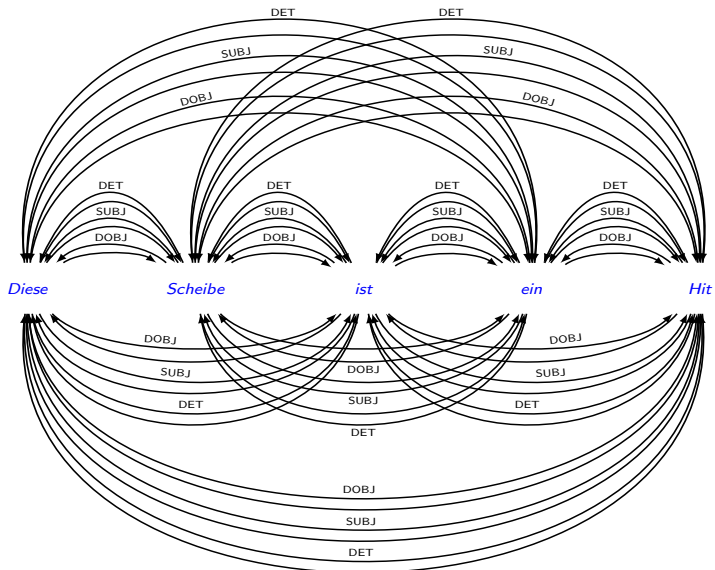 DET DET
SUBJ SUBJ
DOBJ DOBJ
DET DET DET DET
SUBJ SUBJ SUBJ SUBJ
DOBJ DOBJ DOBJ DOBJ
Diese Scheibe ist ein Hit
DOBJ DOBJ
DOBJ
SUBJ SUBJ
SUBJ
DET DET
DET
DOBJ
SUBJ
DET